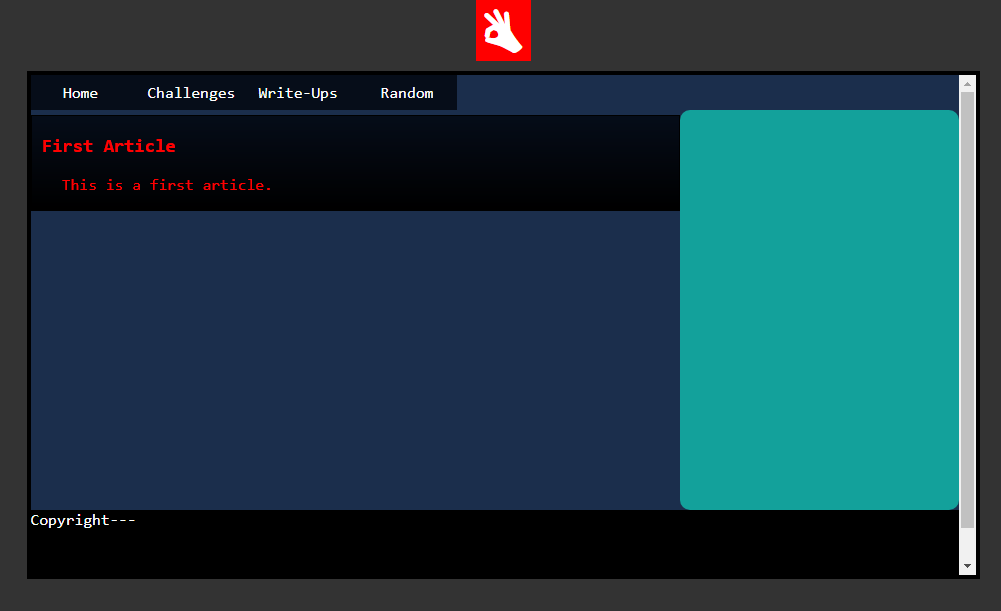 Home Challenges Write-Ups Random
First Article
This is a first article.
Copyright---